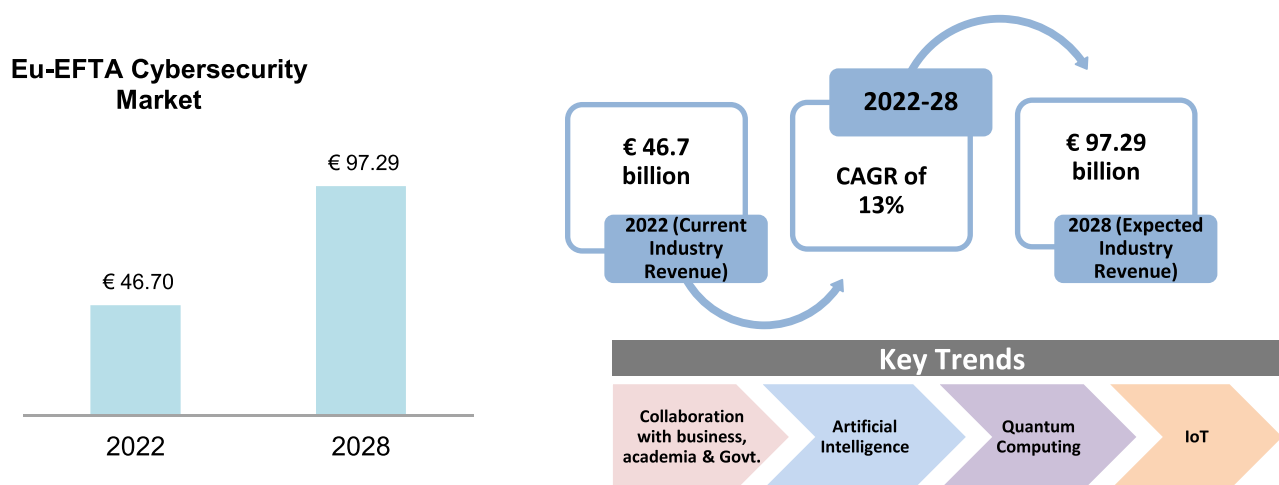 Eu-EFTA Cybersecurity
Market
€ 97.29
€ 46.70
2022
2028
2022-28
€ 46.7
billion
2022 (Current
Industry
Revenue)
CAGR of
13%
€ 97.29
billion
2028 (Expected
Industry
Revenue)
Key Trends
Collaboration
with business,
academia & Govt.
Artificial
Intelligence
Quantum
Computing
IoT